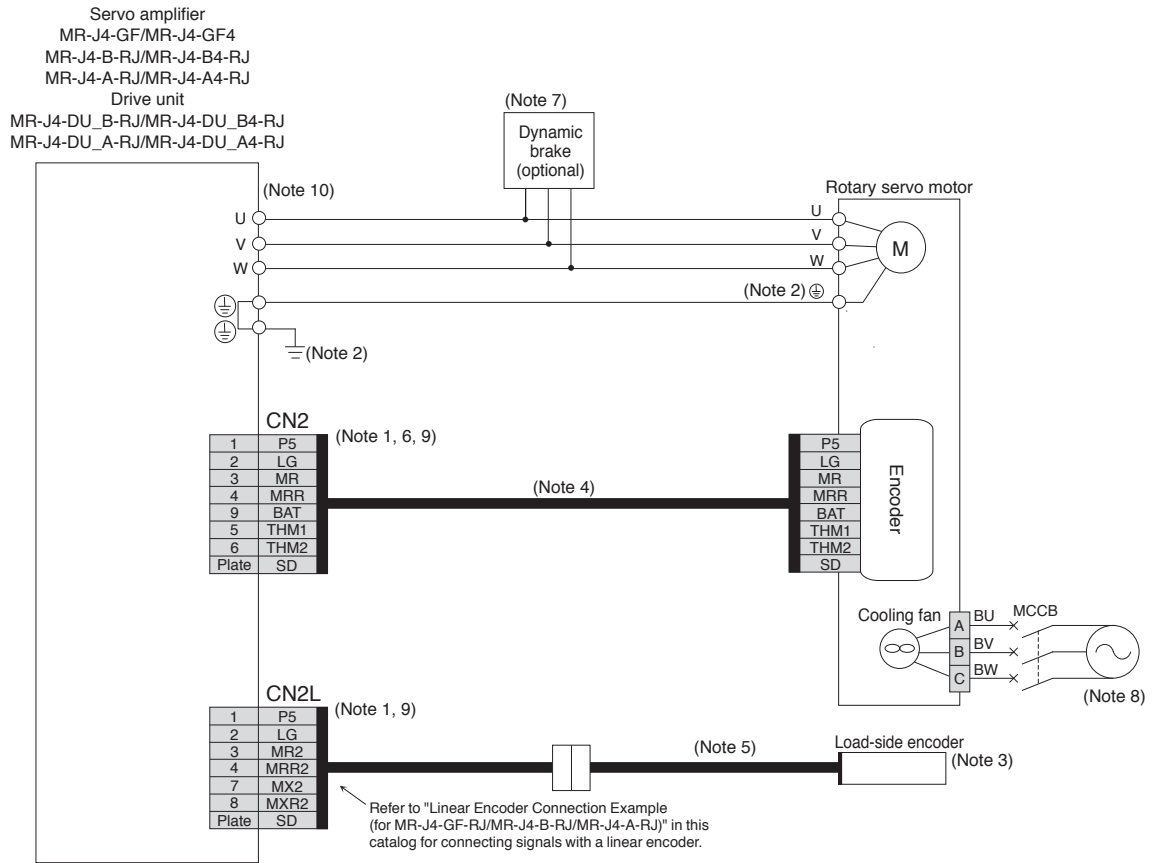 Servo amplifier
MR-J4-GF/MR-J4-GF4
MR-J4-B-RJ/MR-J4-B4-RJ
MR-J4-A-RJ/MR-J4-A4-RJ
Drive unit
MR-J4-DU_B-RJ/MR-J4-DU_B4-RJ
MR-J4-DU_A-RJ/MR-J4-DU_A4-RJ
(Note 7)
Dynamic
brake
(optional)
(Note 10)
Rotary servo motor
U
V
W
U
V
W
M
(Note 2)
(Note 2)
CN2
(Note 1, 6, 9)
1 P5
2 LG
3 MR
4 MRR
9 BAT
5 THM1
6 THM2
Plate SD
(Note 4)
P5
LG
MR
MRR
BAT
THM1
THM2
SD
Encoder
Cooling fan
A BU
B BV
C BW
MCCB
(Note 8)
CN2L
(Note 1, 9)
1 P5
2 LG
3 MR2
4 MRR2
7 MX2
8 MXR2
Plate SD
(Note 5)
Load-side encoder
(Note 3)
Refer to "Linear Encoder Connection Example
(for MR-J4-GF-RJ/MR-J4-B-RJ/MR-J4-A-RJ)" in this
catalog for connecting signals with a linear encoder.